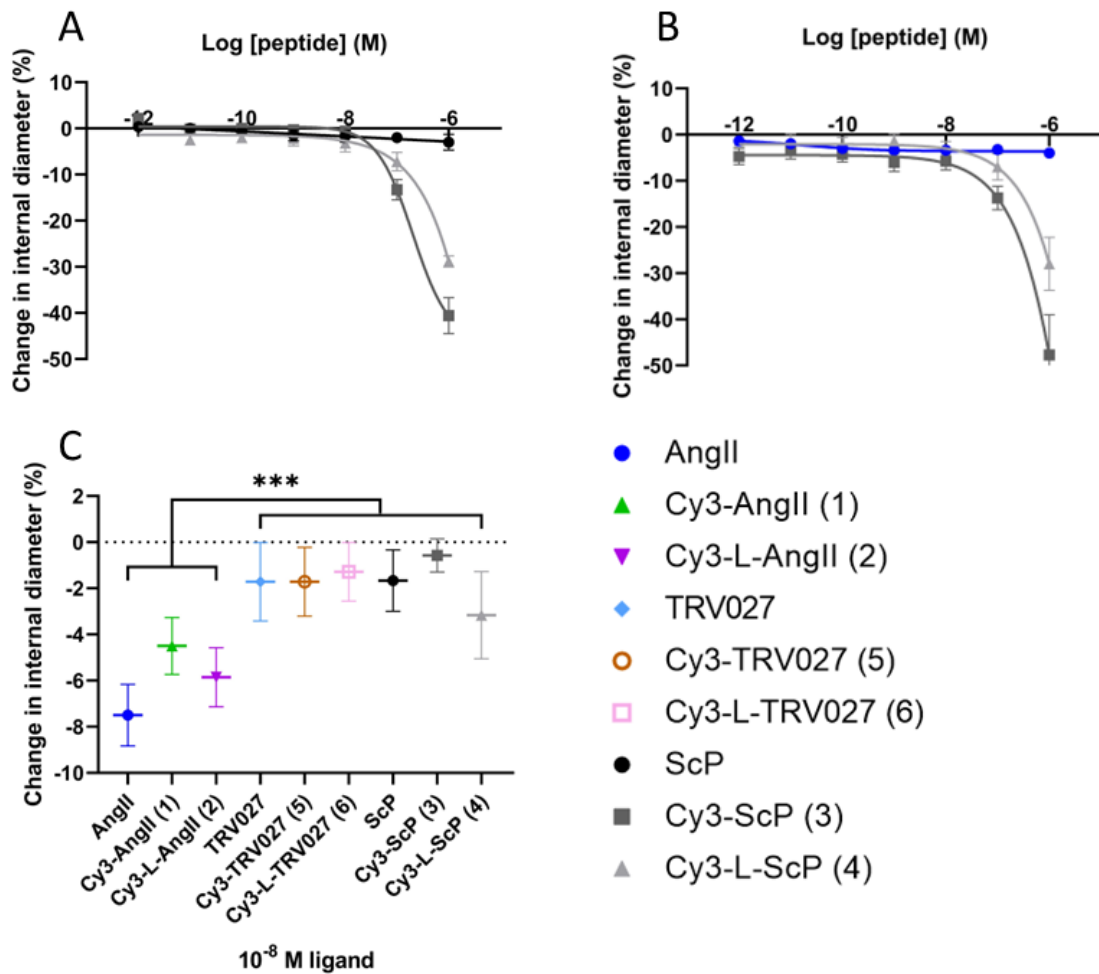 A
Log [peptide] (M)
Change in internal diameter (%)
10
0
-10
-20
-30
-40
-50
-12
-10
-8
-6
B
Log [peptide] (M)
Change in internal diameter (%)
10
0
-10
-20
-30
-40
-50
-12
-10
-8
-6
C
***
Change in internal diameter (%)
2
0
-2
-4
-6
-8
-10
AngII
Cy3-AngII (1)
Cy3-L-AngII (2)
TRV027
Cy3-TRV027 (5)
Cy3-L-TRV027 (6)
ScP
Cy3-ScP (3)
Cy3-L-ScP (4)
10⁻⁸ M ligand
AngII
Cy3-AngII (1)
Cy3-L-AngII (2)
TRV027
Cy3-TRV027 (5)
Cy3-L-TRV027 (6)
ScP
Cy3-ScP (3)
Cy3-L-ScP (4)